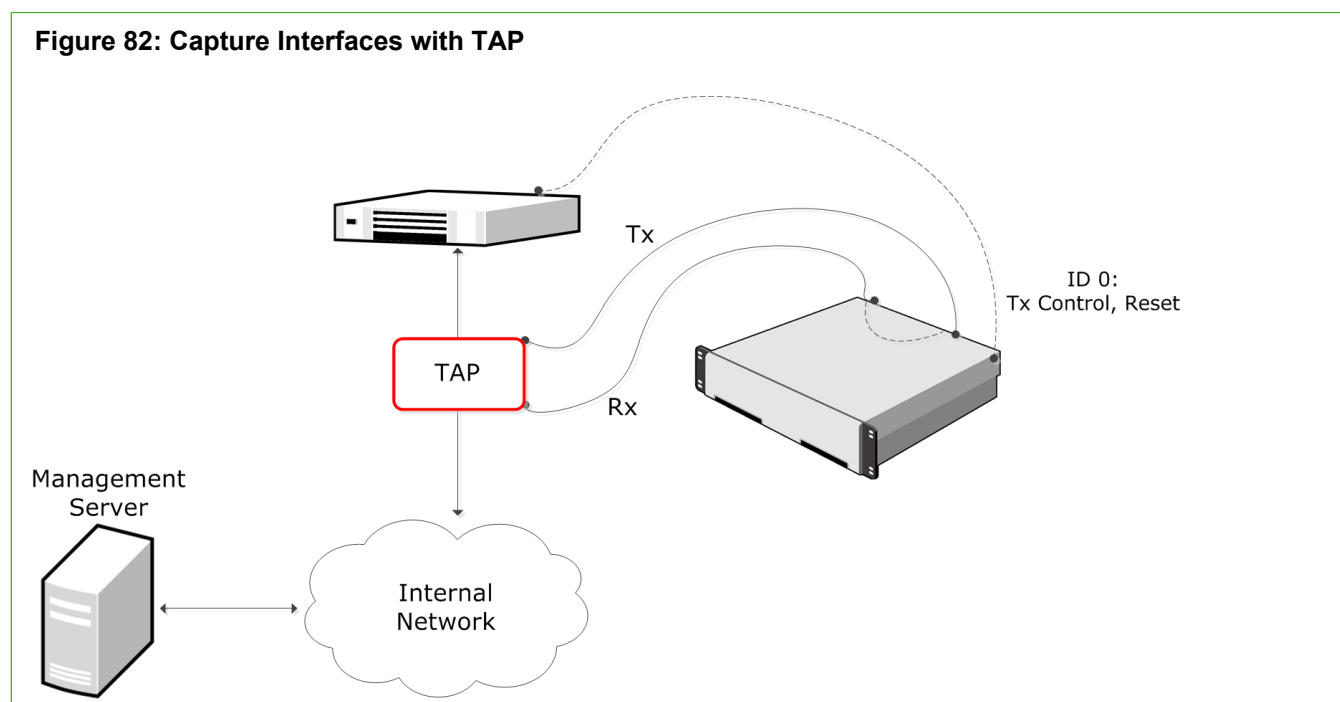 Figure 82: Capture Interfaces with TAP
Tx
ID 0:
Tx Control, Reset
TAP
Rx
Management
Server
Internal
Network